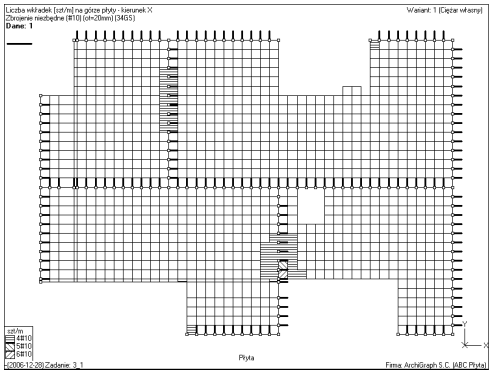 Liczba wkładek [szt/m] na górze płyty - kierunek X
Wariant: 1 (Ciężar własny)
Zbrojenie niezbędne (#10) (ot=20mm) (34GS)
Dane: 1
Y
X
szt/m
4#10
5#10
6#10
Płyta
(2006-12-28) Zadanie: 3_1
Firma: ArchiGraph S.C. (ABC Płyta)